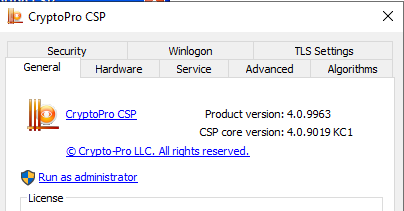 CryptoPro CSP
Security Winlogon TLS Settings
General Hardware Service Advanced Algorithms
CryptoPro CSP Product version: 4.0.9963
CSP core version: 4.0.9019 KC1
© Crypto-Pro LLC. All rights reserved.
Run as administrator
License